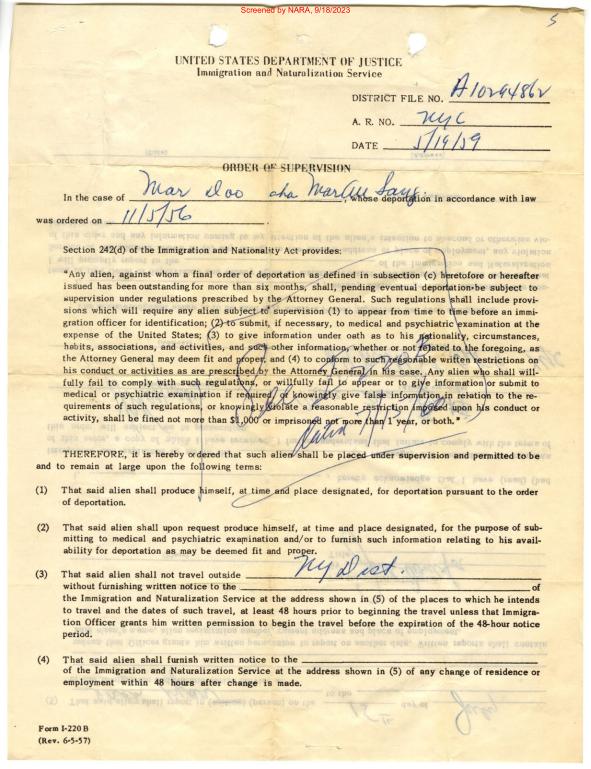 Screened by NARA, 9/18/2023
5
UNITED STATES DEPARTMENT OF JUSTICE
Immigration and Naturalization Service
DISTRICT FILE NO. A10294862
A. R. NO. NYC
DATE 5/19/59
ORDER OF SUPERVISION
In the case of Mar Doo aka Mar, whose deportation in accordance with law
was ordered on 11/5/56.
Section 242(d) of the Immigration and Nationality Act provides:
"Any alien, against whom a final order of deportation as defined in subsection (c) heretofore or hereafter
issued has been outstanding for more than six months, shall, pending eventual deportation be subject to
supervision under regulations prescribed by the Attorney General. Such regulations shall include provi-
sions which will require any alien subject to supervision (1) to appear from time to time before an immi-
gration officer for identification; (2) to submit, if necessary, to medical and psychiatric examination at the
expense of the United States; (3) to give information under oath as to his nationality, circumstances,
habits, associations, and activities, and such other information, whether or not related to the foregoing, as
the Attorney General may deem fit and proper; and (4) to conform to such reasonable written restrictions on
his conduct or activities as are prescribed by the Attorney General in his case. Any alien who shall will-
fully fail to comply with such regulations, or willfully fail to appear or to give information or submit to
medical or psychiatric examination if required, or knowingly give false information in relation to the re-
quirements of such regulations, or knowingly violate a reasonable restriction imposed upon his conduct or
activity, shall be fined not more than $1,000 or imprisoned not more than 1 year, or both."
See
dated 7/15/60
THEREFORE, it is hereby ordered that such alien shall be placed under supervision and permitted to be
and to remain at large upon the following terms:
(1) That said alien shall produce himself, at time and place designated, for deportation pursuant to the order
of deportation.
(2) That said alien shall upon request produce himself, at time and place designated, for the purpose of sub-
mitting to medical and psychiatric examination and/or to furnish such information relating to his avail-
ability for deportation as may be deemed fit and proper.
(3) That said alien shall not travel outside NY Dist.
without furnishing written notice to the of
the Immigration and Naturalization Service at the address shown in (5) of the places to which he intends
to travel and the dates of such travel, at least 48 hours prior to beginning the travel unless that Immigra-
tion Officer grants him written permission to begin the travel before the expiration of the 48-hour notice
period.
(4) That said alien shall furnish written notice to the
of the Immigration and Naturalization Service at the address shown in (5) of any change of residence or
employment within 48 hours after change is made.
Form I-220 B
(Rev. 6-5-57)